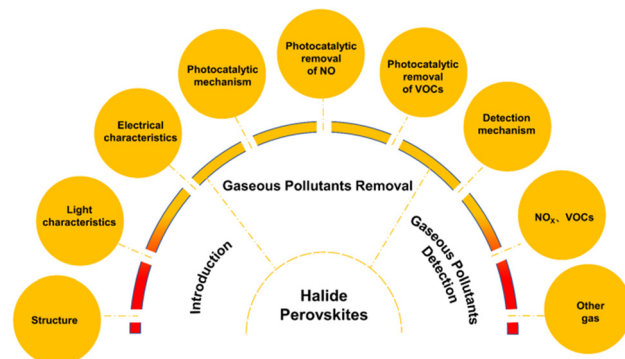 Structure
Light
characteristics
Electrical
characteristics
Photocatalytic
mechanism
Photocatalytic
removal
of NO
Photocatalytic
removal
of VOCs
Detection
mechanism
NOₓ、VOCs
Other
gas
Introduction
Gaseous Pollutants Removal
Gaseous Pollutants
Detection
Halide
Perovskites